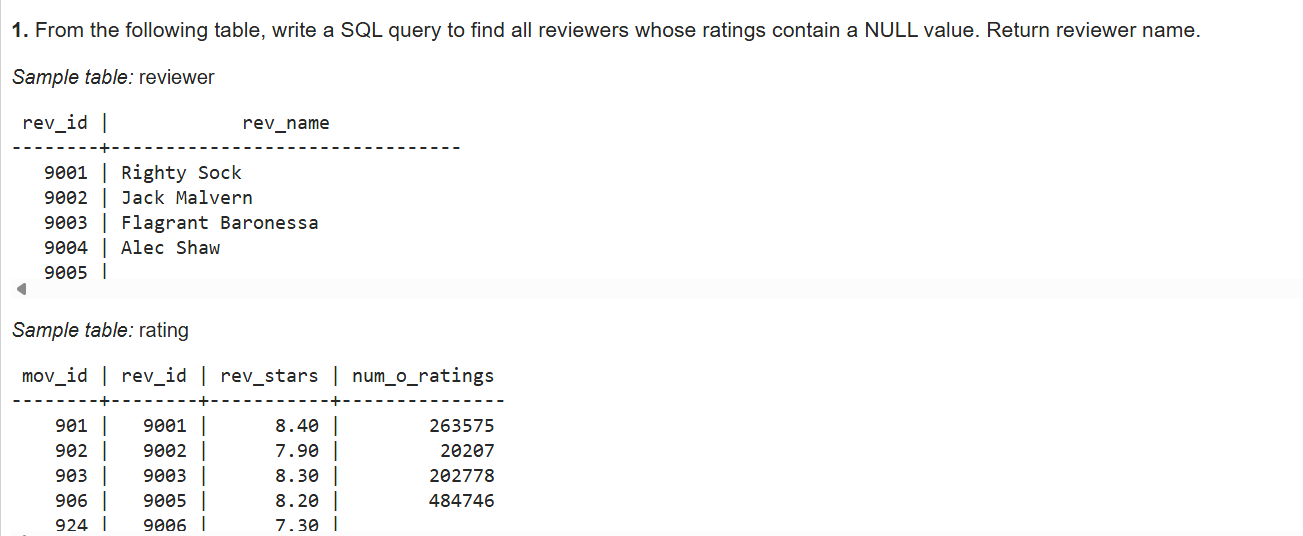 1. From the following table, write a SQL query to find all reviewers whose ratings contain a NULL value. Return reviewer name.
Sample table: reviewer
 rev_id |            rev_name
--------+--------------------------------
   9001 | Righty Sock
   9002 | Jack Malvern
   9003 | Flagrant Baronessa
   9004 | Alec Shaw
   9005 |
Sample table: rating
 mov_id | rev_id | rev_stars | num_o_ratings
--------+--------+-----------+---------------
    901 |   9001 |      8.40 |        263575
    902 |   9002 |      7.90 |         20207
    903 |   9003 |      8.30 |        202778
    906 |   9005 |      8.20 |        484746
    924 |   9006 |      7.30 |